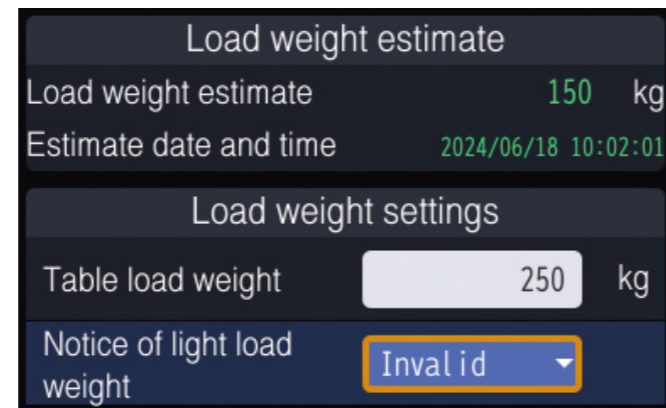 Load weight estimate
Load weight estimate 150 kg
Estimate date and time 2024/06/18 10:02:01
Load weight settings
Table load weight 250 kg
Notice of light load
weight
Invalid